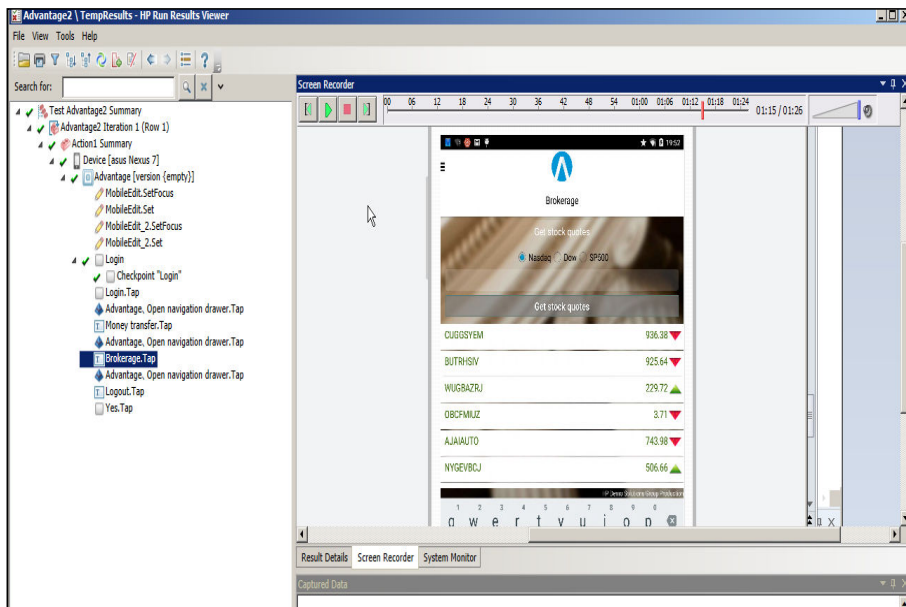 Advantage2 \ TempResults - HP Run Results Viewer
File View Tools Help
Search for:
Test Advantage2 Summary
Advantage2 Iteration 1 (Row 1)
Action1 Summary
Device [asus Nexus 7]
Advantage [version {empty}]
MobileEdit.SetFocus
MobileEdit.Set
MobileEdit_2.SetFocus
MobileEdit_2.Set
Login
Checkpoint "Login"
Login.Tap
Advantage, Open navigation drawer.Tap
Money transfer.Tap
Advantage, Open navigation drawer.Tap
Brokerage.Tap
Advantage, Open navigation drawer.Tap
Logout.Tap
Yes.Tap
Screen Recorder
00 06 12 18 24 30 36 42 48 54 01:00 01:06 01:12 01:18 01:24
01:15 / 01:26
19:52
Brokerage
Get stock quotes
Nasdaq Dow SP500
Get stock quotes
CUGGSYEM 936.38
BUTRHSIV 925.64
WUGBAZRJ 229.72
OBCFMIUZ 3.71
AJAIAUTO 743.98
NYGEVBCJ 506.66
HP Demo Solutions Group Production
1 2 3 4 5 6 7 8 9 0
q w e r t y u i o p
Result Details Screen Recorder System Monitor
Captured Data